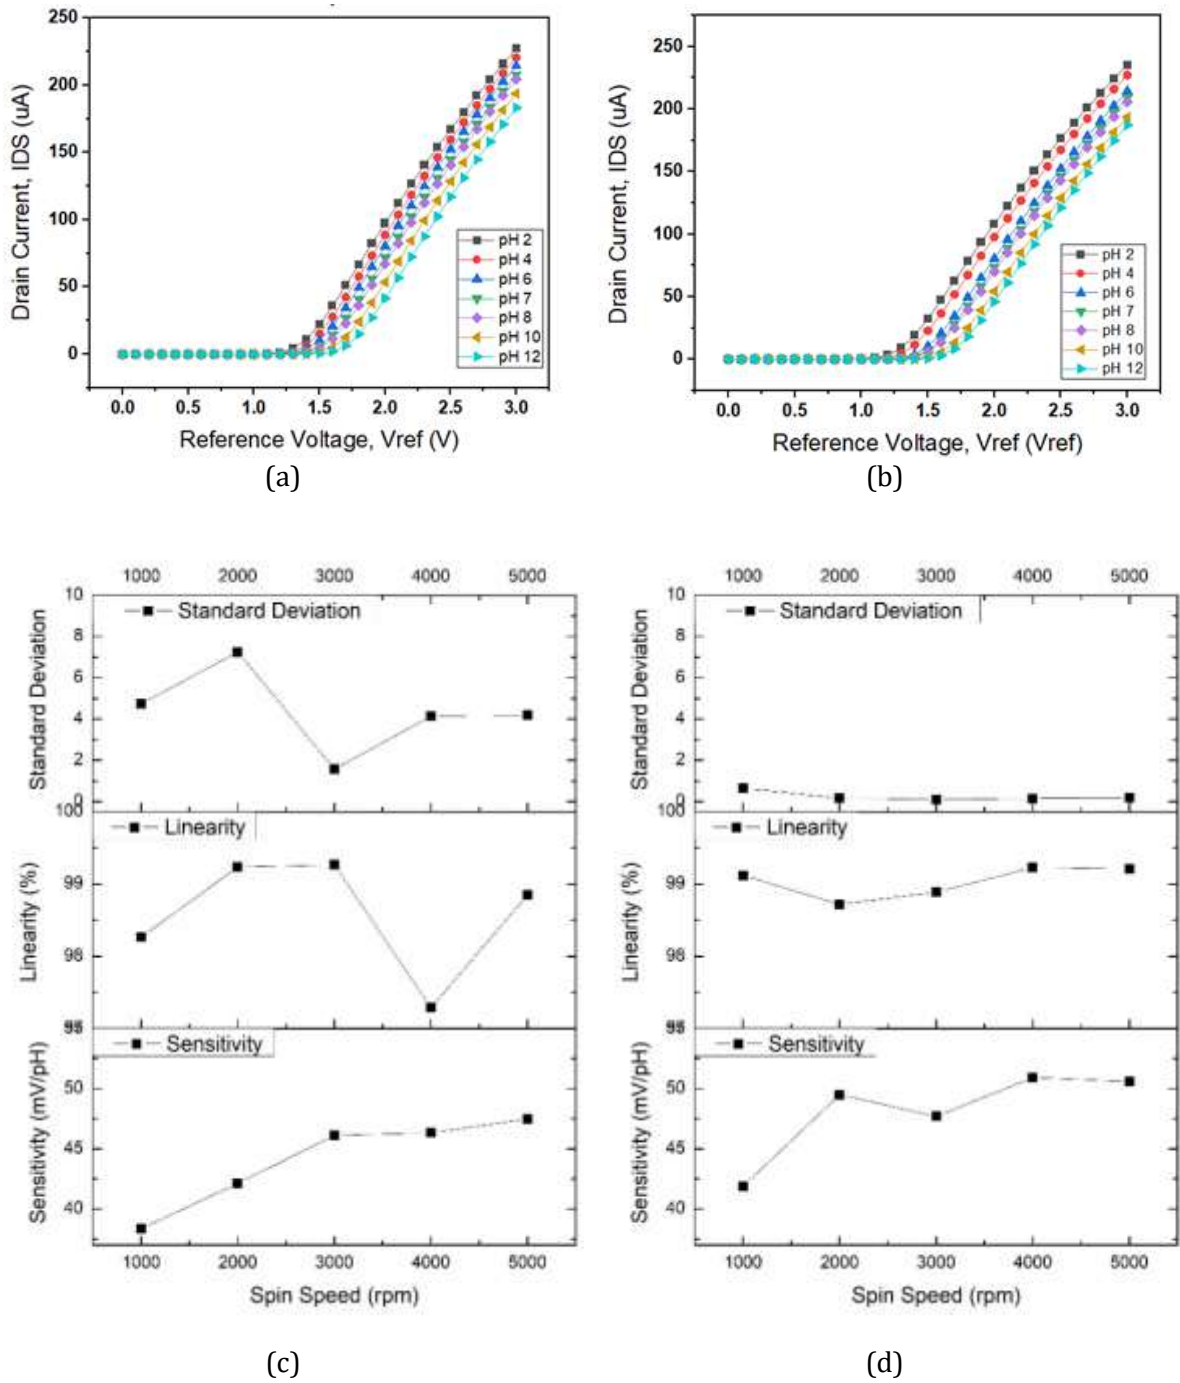 250
200
150
100
50
0
Drain Current, IDS (uA)
pH 2
pH 4
pH 6
pH 7
pH 8
pH 10
pH 12
0.0 0.5 1.0 1.5 2.0 2.5 3.0
Reference Voltage, Vref (V)
(a)
250
200
150
100
50
0
Drain Current, IDS (uA)
pH 2
pH 4
pH 6
pH 7
pH 8
pH 10
pH 12
0.0 0.5 1.0 1.5 2.0 2.5 3.0
Reference Voltage, Vref (Vref)
(b)
1000 2000 3000 4000 5000
Standard Deviation
10
8
6
4
2
0
Standard Deviation
100
Linearity
99
98
Linearity (%)
Sensitivity
50
45
40
Sensitivity (mV/pH)
1000 2000 3000 4000 5000
Spin Speed (rpm)
(c)
1000 2000 3000 4000 5000
Standard Deviation
10
8
6
4
2
0
Standard Deviation
100
Linearity
99
98
Linearity (%)
Sensitivity
50
45
40
Sensitivity (mV/pH)
1000 2000 3000 4000 5000
Spin Speed (rpm)
(d)